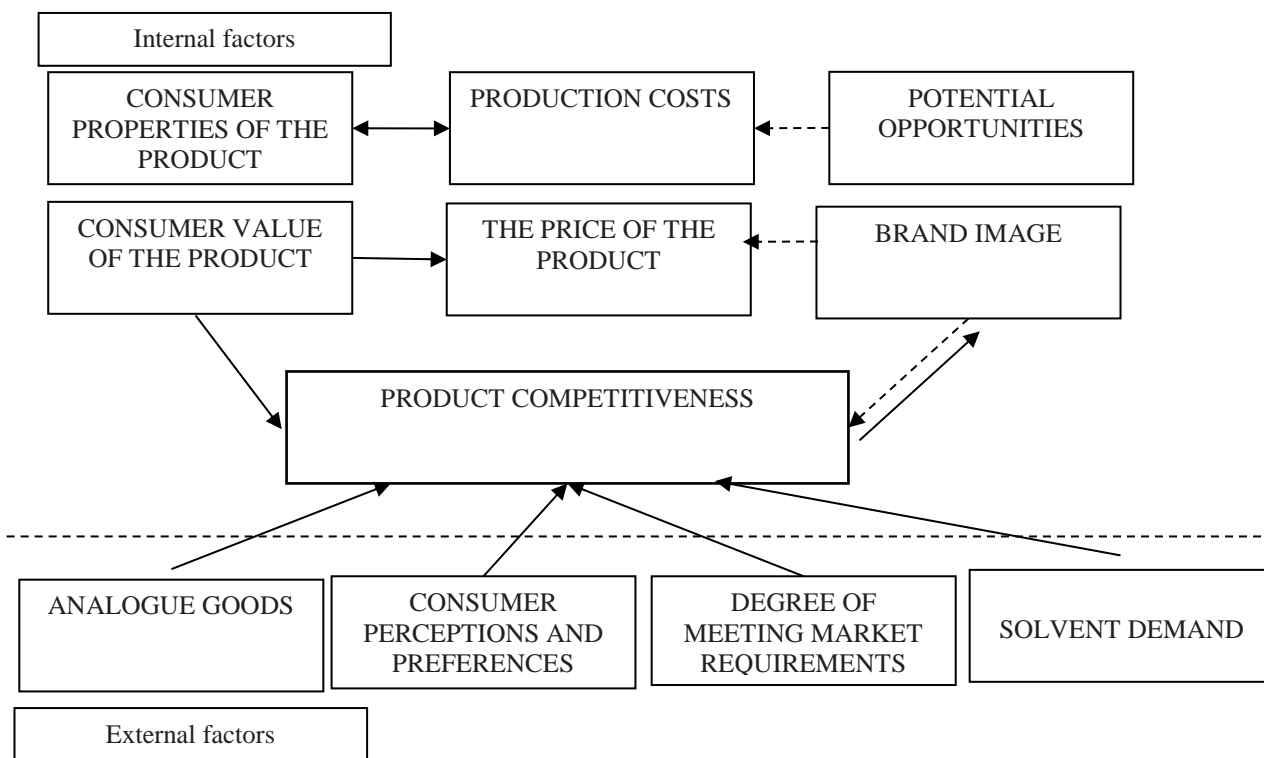 Internal factors
CONSUMER
PROPERTIES OF THE
PRODUCT
PRODUCTION COSTS
POTENTIAL
OPPORTUNITIES
CONSUMER VALUE
OF THE PRODUCT
THE PRICE OF THE
PRODUCT
BRAND IMAGE
PRODUCT COMPETITIVENESS
ANALOGUE GOODS
CONSUMER
PERCEPTIONS AND
PREFERENCES
DEGREE OF
MEETING MARKET
REQUIREMENTS
SOLVENT DEMAND
External factors